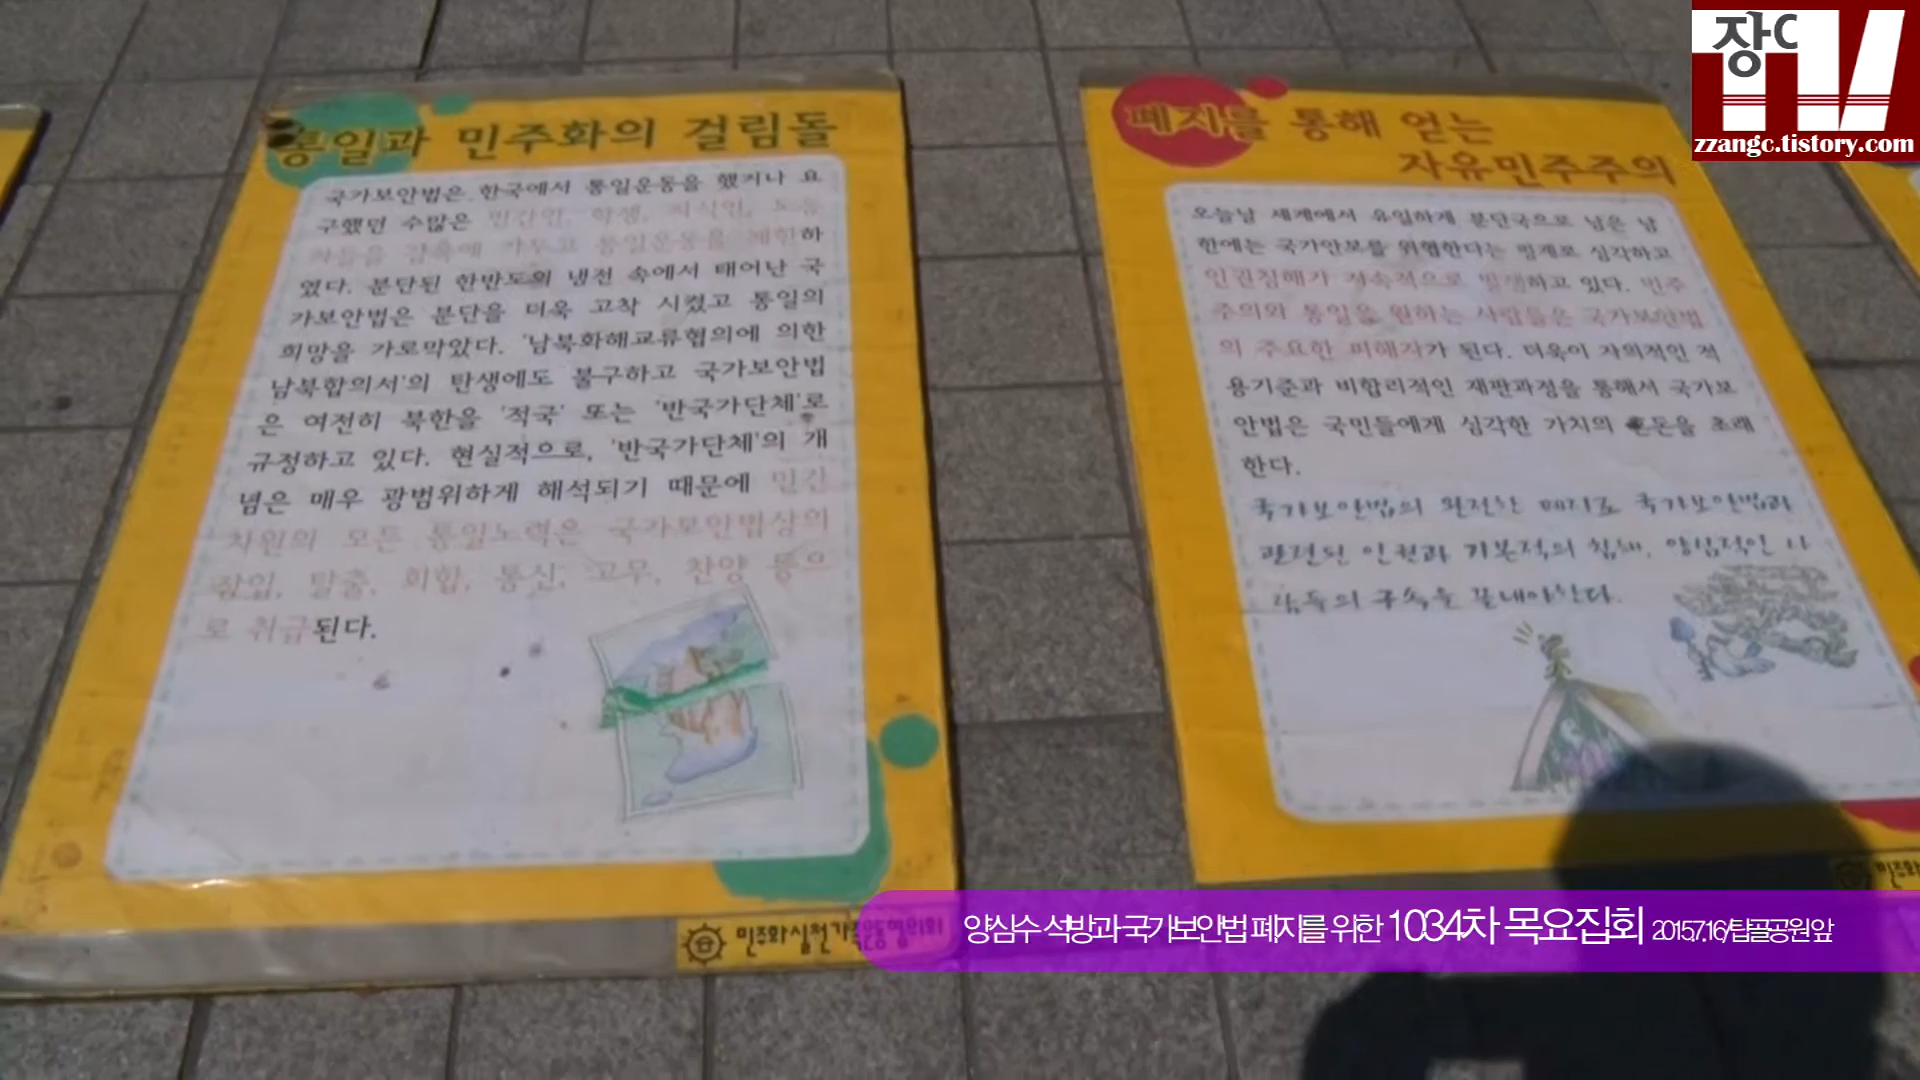 장C TV
zzangc.tistory.com
통일과 민주화의 걸림돌
국가보안법은 한국에서 통일운동을 했거나 요
구했던 수많은 민간인, 학생, 지식인, 노동
자들을 감옥에 가두고 통일운동을 제한하
였다. 분단된 한반도의 냉전 속에서 태어난 국
가보안법은 분단을 더욱 고착 시켰고 통일의
희망을 가로막았다. '남북화해교류협의에 의한
남북합의서'의 탄생에도 불구하고 국가보안법
은 여전히 북한을 '적국' 또는 '반국가단체'로
규정하고 있다. 현실적으로, '반국가단체'의 개
념은 매우 광범위하게 해석되기 때문에 민간
차원의 모든 통일노력은 국가보안법상의
잠입, 탈출, 회합, 통신, 고무, 찬양 등으
로 취급된다.
민주화실천가족운동협의회
폐지를 통해 얻는
자유민주주의
오늘날 세계에서 유일하게 분단국으로 남은 남
한에는 국가안보를 위협한다는 핑계로 심각하고
인권침해가 지속적으로 발생하고 있다. 민주
주의와 통일을 원하는 사람들은 국가보안법
의 주요한 피해자가 된다. 더욱이 자의적인 적
용기준과 비합리적인 재판과정을 통해서 국가보
안법은 국민들에게 심각한 가치의 혼돈을 초래
한다.
국가보안법의 완전한 폐지로 국가보안법과
관련된 인권과 기본적의 침해, 양심적인 사
람들의 구속을 끝내야한다.
민주화
양심수 석방과 국가보안법 폐지를 위한 1034차 목요집회 2015.7.16/탑골공원 앞